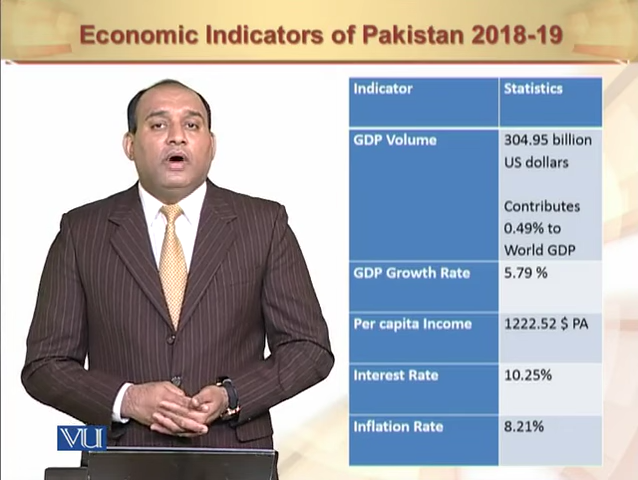 Economic Indicators of Pakistan 2018-19
Indicator Statistics
GDP Volume 304.95 billion
US dollars
Contributes
0.49% to
World GDP
GDP Growth Rate 5.79 %
Per capita Income 1222.52 $ PA
Interest Rate 10.25%
Inflation Rate 8.21%
VU